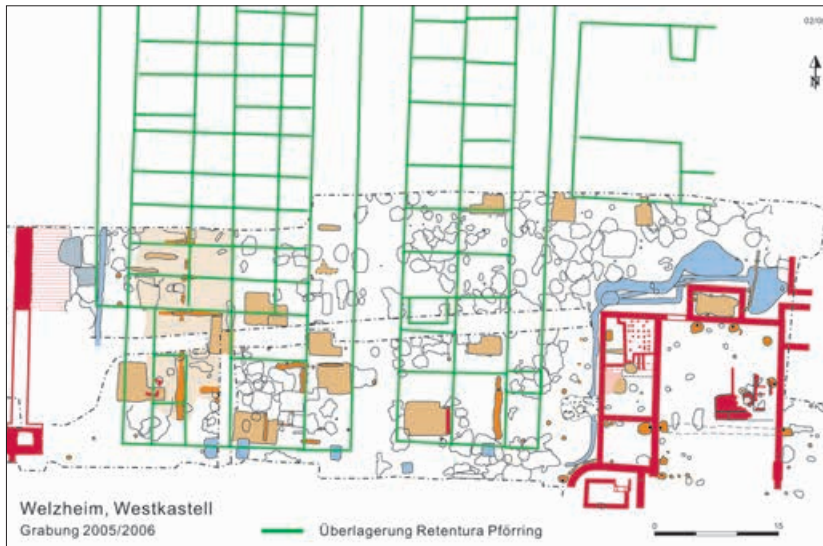 N
Welzheim, Westkastell
Grabung 2005/2006
Überlagerung Retentura Pförring
0 15